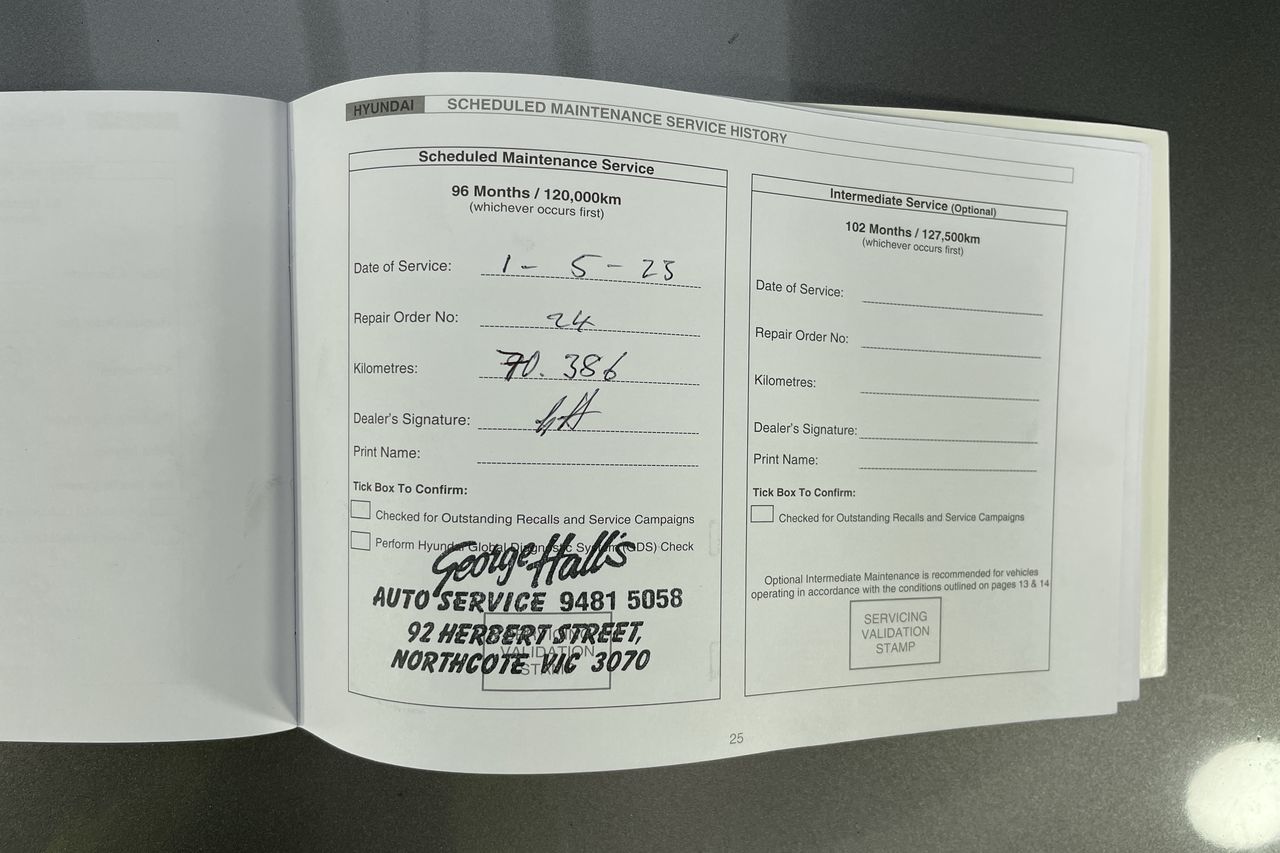 HYUNDAI SCHEDULED MAINTENANCE SERVICE HISTORY
Scheduled Maintenance Service
96 Months / 120,000km
(whichever occurs first)
Date of Service: 1 - 5 - 23
Repair Order No: 24
Kilometres: 70. 386
Dealer's Signature:
Print Name:
Tick Box To Confirm:
Checked for Outstanding Recalls and Service Campaigns
Perform Hyundai Global Diagnostic System (GDS) Check
George Hall's
AUTO SERVICE 9481 5058
92 HERBERT STREET,
NORTHCOTE VIC 3070
SERVICING
VALIDATION
STAMP
Intermediate Service (Optional)
102 Months / 127,500km
(whichever occurs first)
Date of Service:
Repair Order No:
Kilometres:
Dealer's Signature:
Print Name:
Tick Box To Confirm:
Checked for Outstanding Recalls and Service Campaigns
Optional Intermediate Maintenance is recommended for vehicles
operating in accordance with the conditions outlined on pages 13 & 14
SERVICING
VALIDATION
STAMP
25